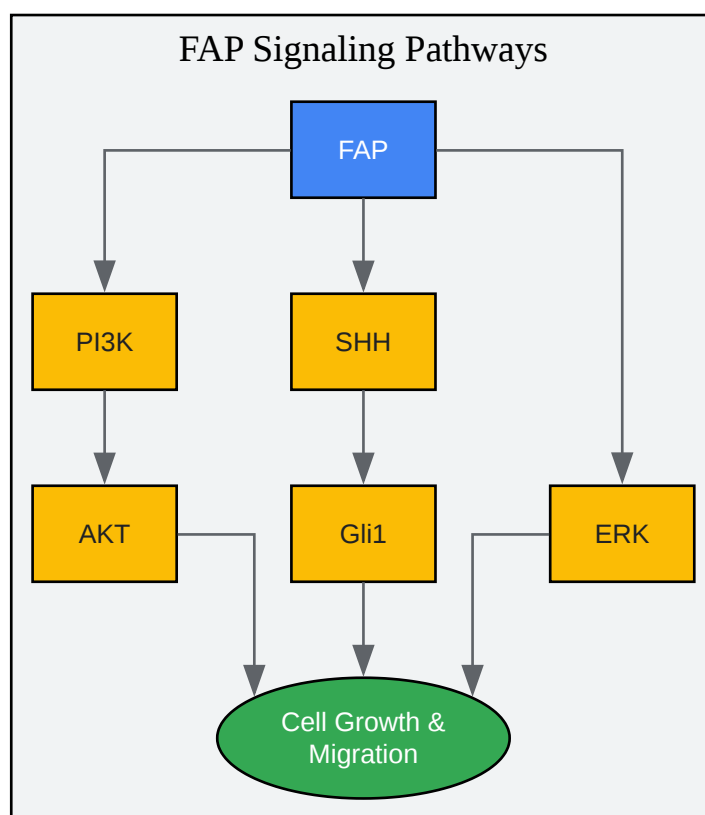 FAP Signaling Pathways
FAP
PI3K
SHH
AKT
Gli1
ERK
Cell Growth &
Migration